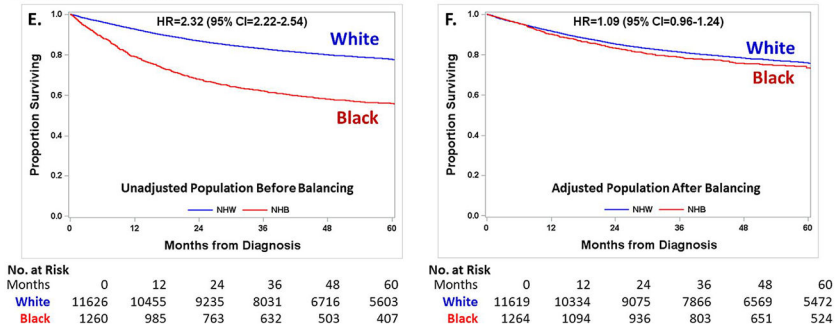 E.
HR=2.32 (95% CI=2.22-2.54)
White
Black
Proportion Surviving
1.0
0.8
0.6
0.4
0.2
0.0
Unadjusted Population Before Balancing
NHW NHB
0 12 24 36 48 60
Months from Diagnosis
No. at Risk
Months 0 12 24 36 48 60
White 11626 10455 9235 8031 6716 5603
Black 1260 985 763 632 503 407
F.
HR=1.09 (95% CI=0.96-1.24)
White
Black
Proportion Surviving
1.0
0.8
0.6
0.4
0.2
0.0
Adjusted Population After Balancing
NHW NHB
0 12 24 36 48 60
Months from Diagnosis
No. at Risk
Months 0 12 24 36 48 60
White 11619 10334 9075 7866 6569 5472
Black 1264 1094 936 803 651 524